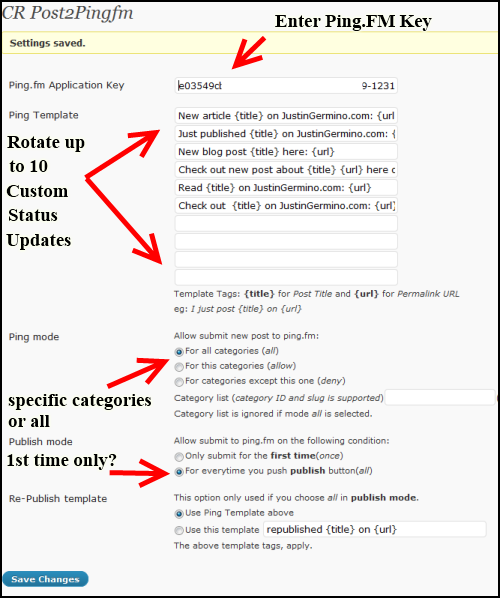 CR Post2Pingfm
Enter Ping.FM Key
Settings saved.
Ping.fm Application Key
e03549cb 9-1231
Ping Template
New article {title} on JustinGermino.com: {url
Just published {title} on JustinGermino.com: {
New blog post {title} here: {url}
Check out new post about {title} {url} here o
Read {title} on JustinGermino.com: {url}
Check out {title} on JustinGermino.com: {url}
Rotate up
to 10
Custom
Status
Updates
Template Tags: {title} for Post Title and {url} for Permalink URL
eg: I just post {title} on {url}
Ping mode
Allow submit new post to ping.fm:
For all categories (all)
For this categories (allow)
For categories except this one (deny)
specific categories
or all
Category list (category ID and slug is supported)
Category list is ignored if mode all is selected.
Publish mode
Allow submit to ping.fm on the following condition:
1st time only?
Only submit for the first time(once)
For everytime you push publish button(all)
Re-Publish template
This option only used if you choose all in publish mode.
Use Ping Template above
Use this template republished {title} on {url}
The above template tags, apply.
Save Changes